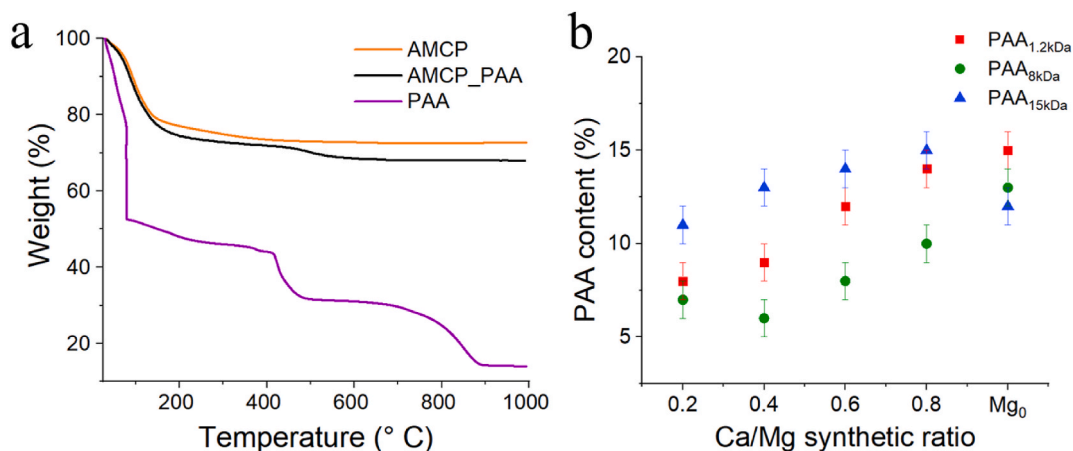 a
100
80
60
40
20
Weight (%)
200
400
600
800
1000
Temperature (° C)
AMCP
AMCP_PAA
PAA
b
20
15
10
5
PAA content (%)
0.2
0.4
0.6
0.8
Mg₀
Ca/Mg synthetic ratio
PAA₁.₂kDa
PAA₈kDa
PAA₁₅kDa